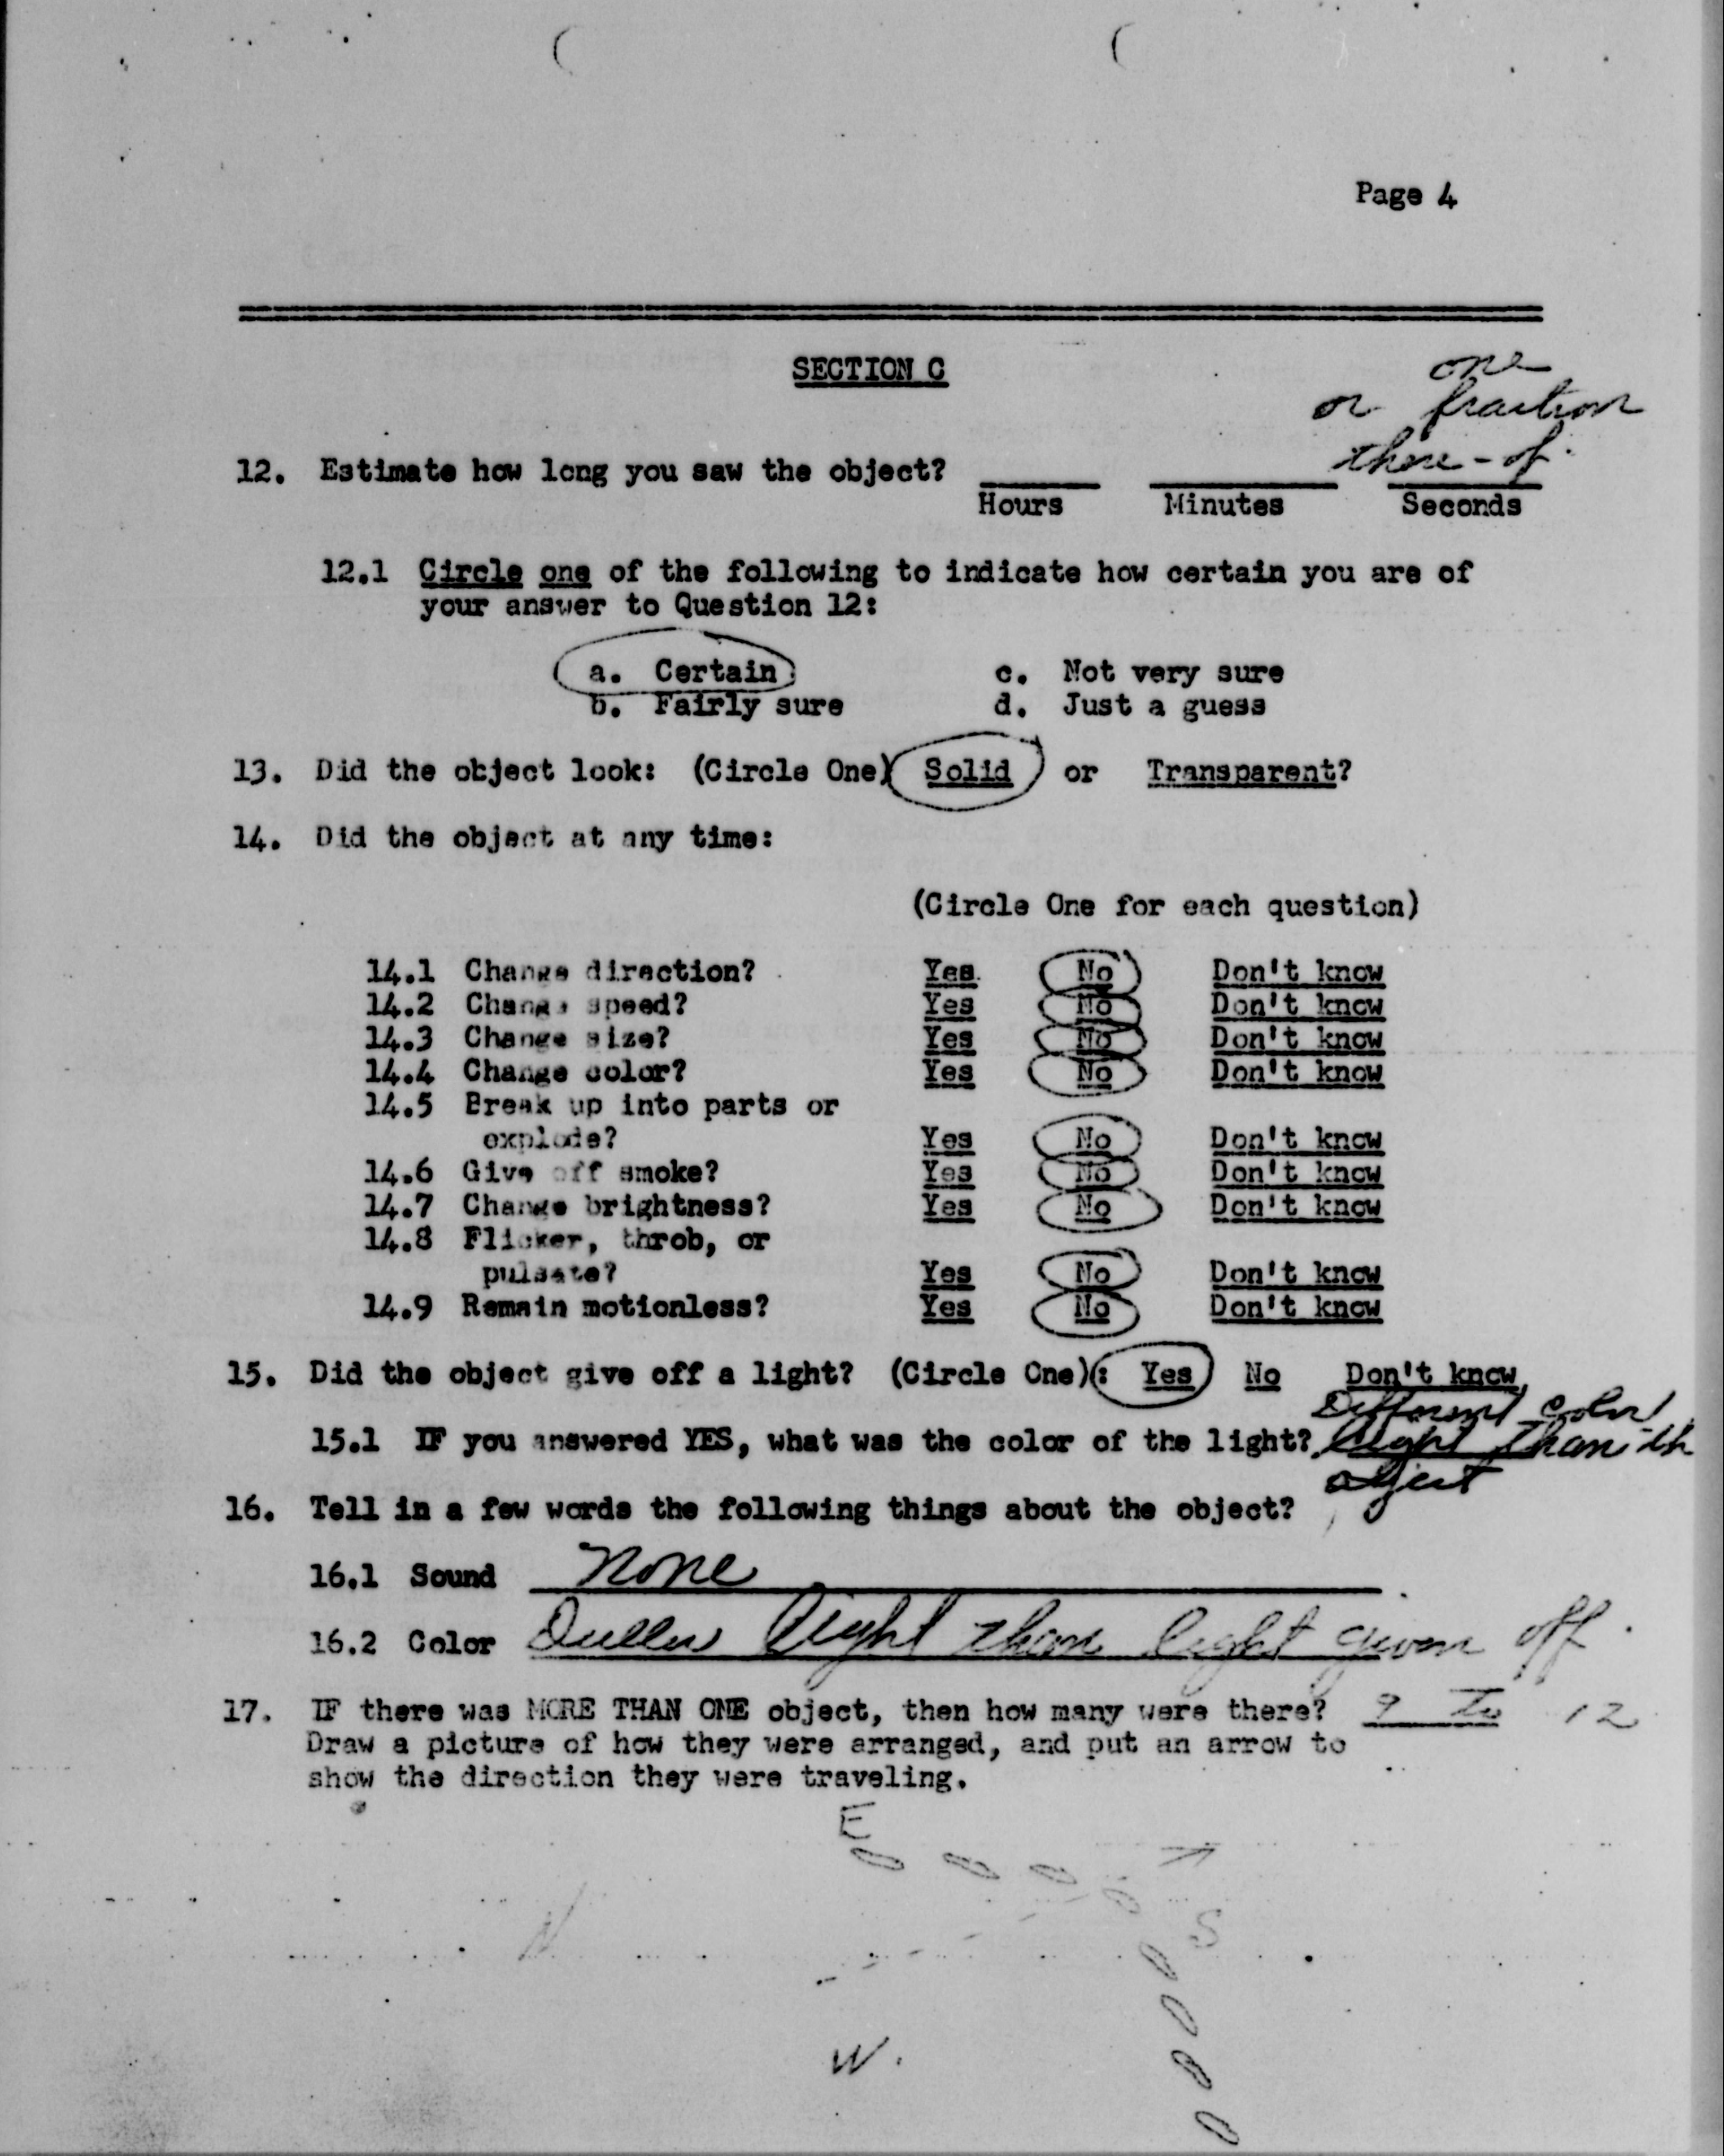 Page 4
SECTION C
one
or fraction
there-of.
12. Estimate how long you saw the object?
Hours Minutes Seconds
12.1 Circle one of the following to indicate how certain you are of
your answer to Question 12:
a. Certain c. Not very sure
b. Fairly sure d. Just a guess
13. Did the object look: (Circle One) Solid or Transparent?
14. Did the object at any time:
(Circle One for each question)
14.1 Change direction? Yes No Don't know
14.2 Change speed? Yes No Don't know
14.3 Change size? Yes No Don't know
14.4 Change color? Yes No Don't know
14.5 Break up into parts or
explode? Yes No Don't know
14.6 Give off smoke? Yes No Don't know
14.7 Change brightness? Yes No Don't know
14.8 Flicker, throb, or
pulsate? Yes No Don't know
14.9 Remain motionless? Yes No Don't know
15. Did the object give off a light? (Circle One): Yes No Don't know
Different color
15.1 IF you answered YES, what was the color of the light? light than
object
16. Tell in a few words the following things about the object?
16.1 Sound None
16.2 Color Duller light than light given off.
17. IF there was MORE THAN ONE object, then how many were there? 9 To 12
Draw a picture of how they were arranged, and put an arrow to
show the direction they were traveling.
E
N
S
W.